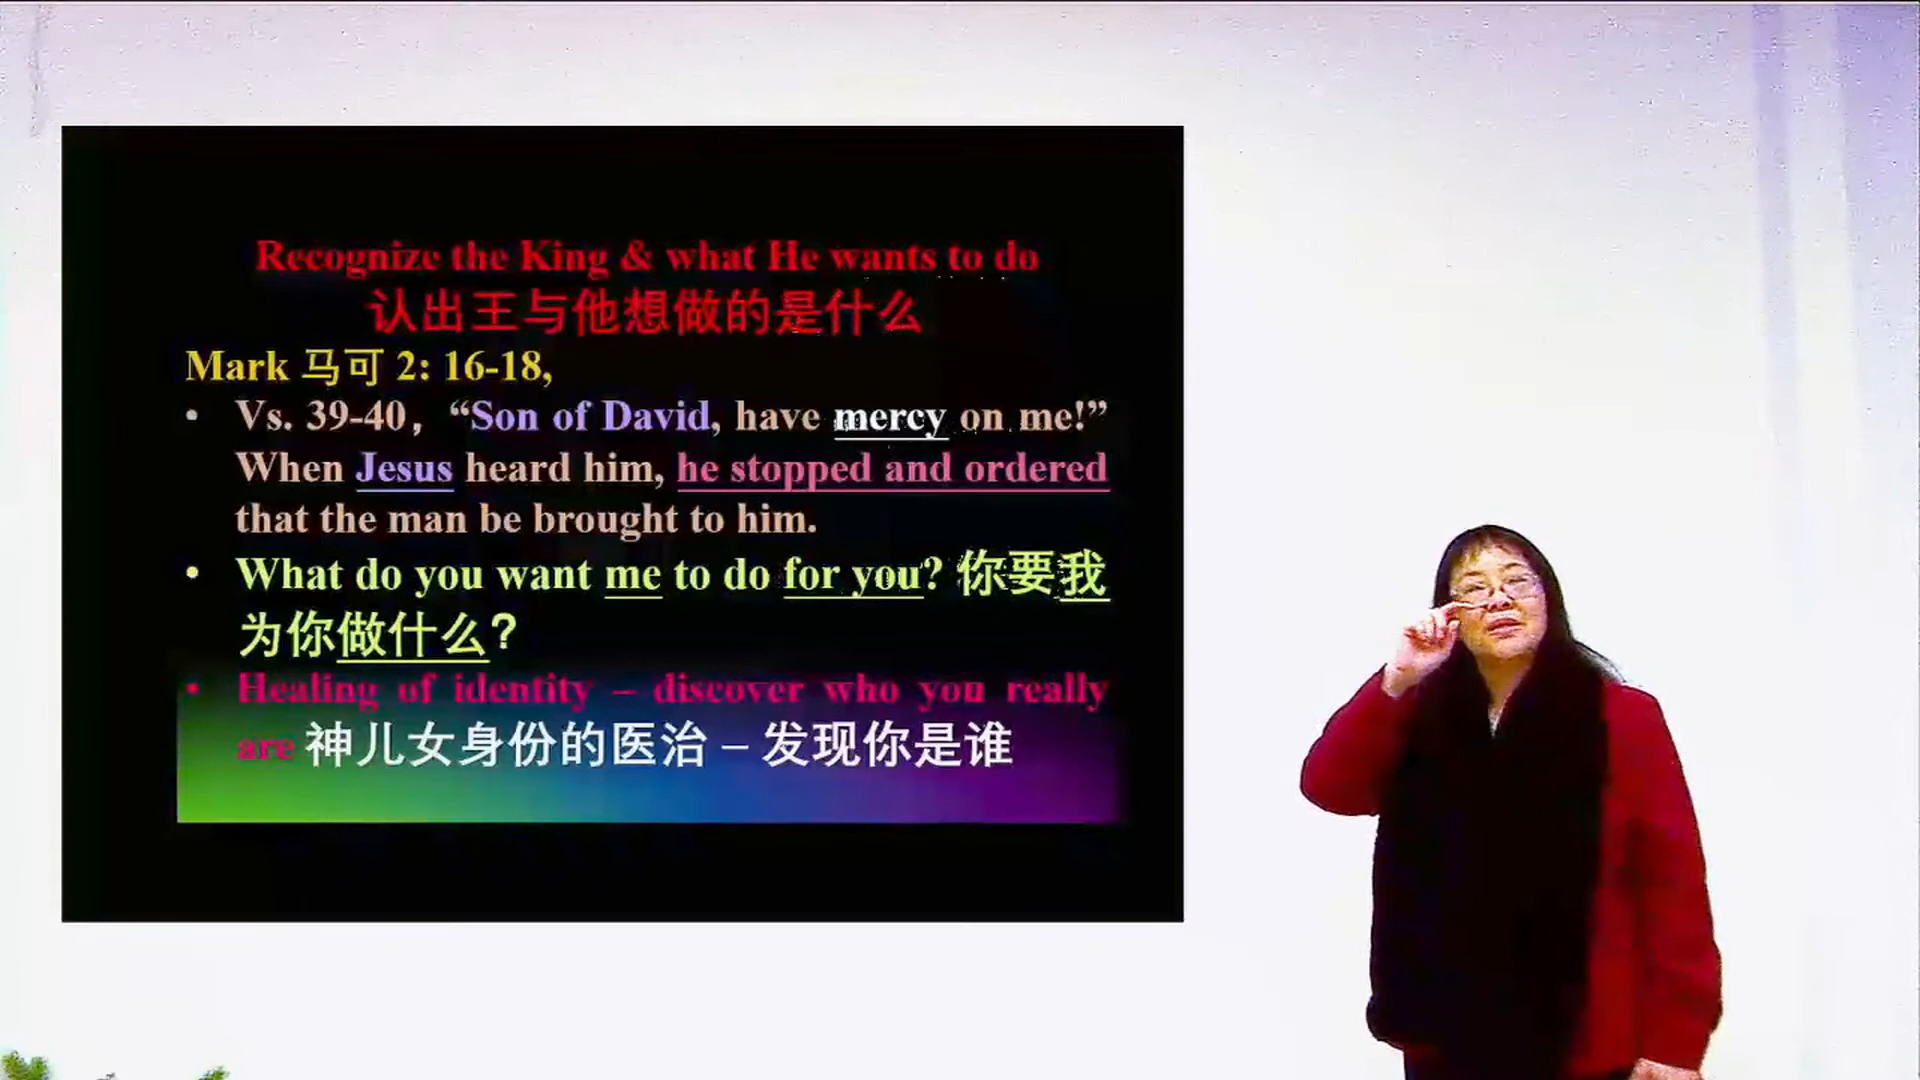 Recognize the King & what He wants to do
认出王与他想做的是什么
Mark 马可 2: 16-18,
• Vs. 39-40，“Son of David, have mercy on me!”
When Jesus heard him, he stopped and ordered
that the man be brought to him.
• What do you want me to do for you? 你要我
为你做什么？
• Healing of identity – discover who you really
are 神儿女身份的医治 – 发现你是谁